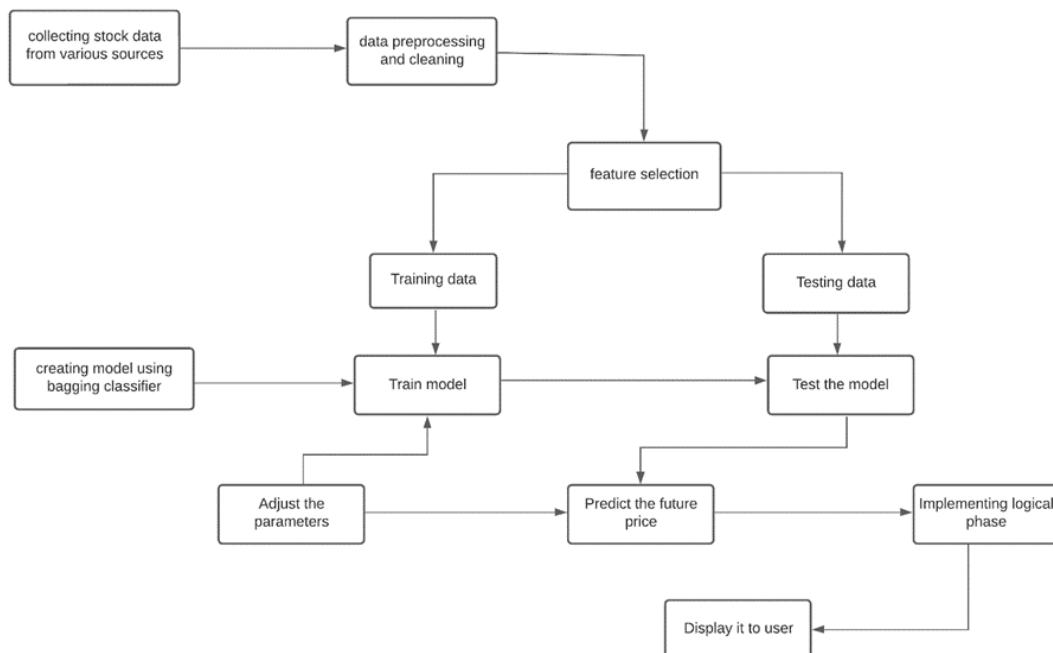 collecting stock data
from various sources
data preprocessing
and cleaning
feature selection
Training data
Testing data
creating model using
bagging classifier
Train model
Test the model
Adjust the
parameters
Predict the future
price
Implementing logical
phase
Display it to user